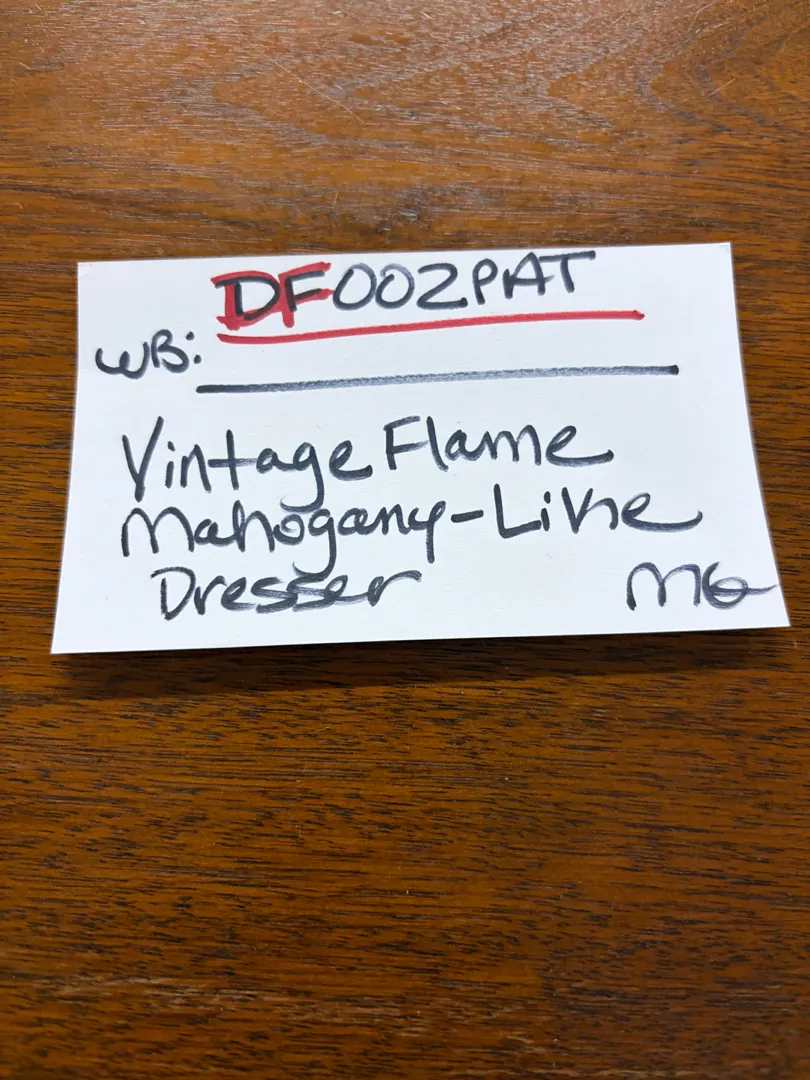 DF002PAT
WB:
Vintage Flame
Mahogany-Like
Dresser MG